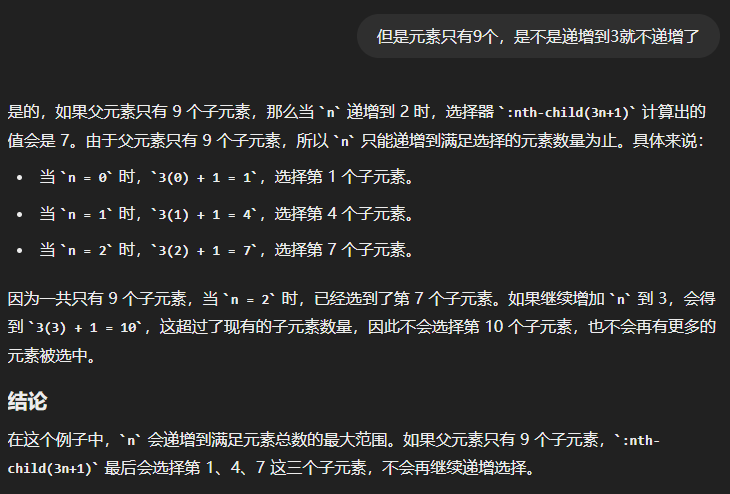 但是元素只有9个，是不是递增到3就不递增了
是的，如果父元素只有 9 个子元素，那么当 `n` 递增到 2 时，选择器 `:nth-child(3n+1)` 计算出的
值会是 7。由于父元素只有 9 个子元素，所以 `n` 只能递增到满足选择的元素数量为止。具体来说：
• 当 `n = 0` 时，`3(0) + 1 = 1`，选择第 1 个子元素。
• 当 `n = 1` 时，`3(1) + 1 = 4`，选择第 4 个子元素。
• 当 `n = 2` 时，`3(2) + 1 = 7`，选择第 7 个子元素。
因为一共只有 9 个子元素，当 `n = 2` 时，已经选到了第 7 个子元素。如果继续增加 `n` 到 3，会得
到 `3(3) + 1 = 10`，这超过了现有的子元素数量，因此不会选择第 10 个子元素，也不会再有更多的
元素被选中。
结论
在这个例子中，`n` 会递增到满足元素总数的最大范围。如果父元素只有 9 个子元素，`:nth-
child(3n+1)` 最后会选择第 1、4、7 这三个子元素，不会再继续递增选择。